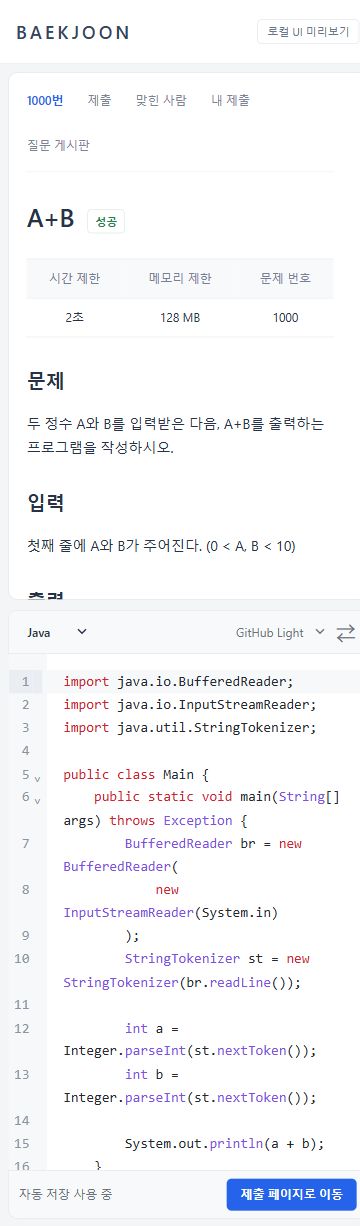 BAEKJOON
로컬 UI 미리보기
1000번 제출 맞힌 사람 내 제출
질문 게시판
A+B 성공
시간 제한 메모리 제한 문제 번호
2초 128 MB 1000
문제
두 정수 A와 B를 입력받은 다음, A+B를 출력하는
프로그램을 작성하시오.
입력
첫째 줄에 A와 B가 주어진다. (0 < A, B < 10)
출력
Java GitHub Light
1 import java.io.BufferedReader;
2 import java.io.InputStreamReader;
3 import java.util.StringTokenizer;
4
5 public class Main {
6 public static void main(String[]
args) throws Exception {
7 BufferedReader br = new
BufferedReader(
8 new
InputStreamReader(System.in)
9 );
10 StringTokenizer st = new
StringTokenizer(br.readLine());
11
12 int a =
Integer.parseInt(st.nextToken());
13 int b =
Integer.parseInt(st.nextToken());
14
15 System.out.println(a + b);
16 }
자동 저장 사용 중 제출 페이지로 이동